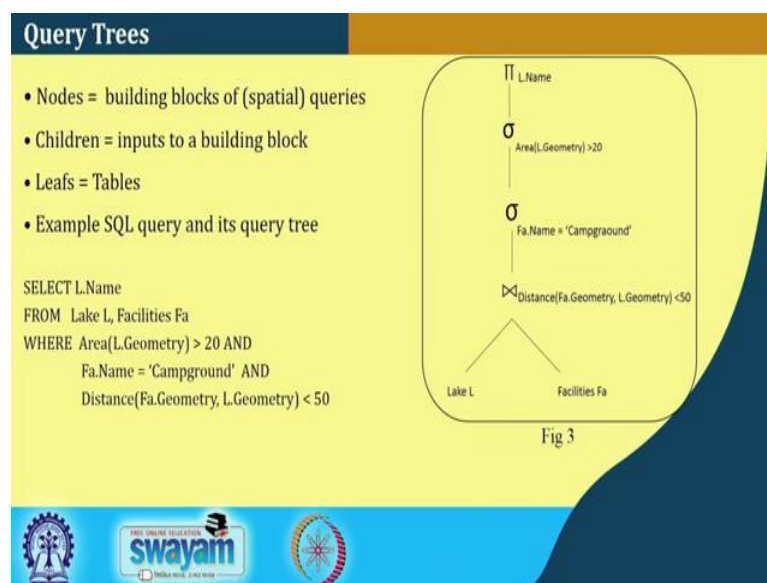 Query Trees
• Nodes = building blocks of (spatial) queries
• Children = inputs to a building block
• Leafs = Tables
• Example SQL query and its query tree
SELECT L.Name
FROM Lake L, Facilities Fa
WHERE Area(L.Geometry) > 20 AND
Fa.Name = ‘Campground’ AND
Distance(Fa.Geometry, L.Geometry) < 50
Π L.Name
σ Area(L.Geometry) >20
σ Fa.Name = ‘Campgraound’
⋈ Distance(Fa.Geometry, L.Geometry) <50
Lake L Facilities Fa
Fig 3
FREE ONLINE EDUCATION
swayam